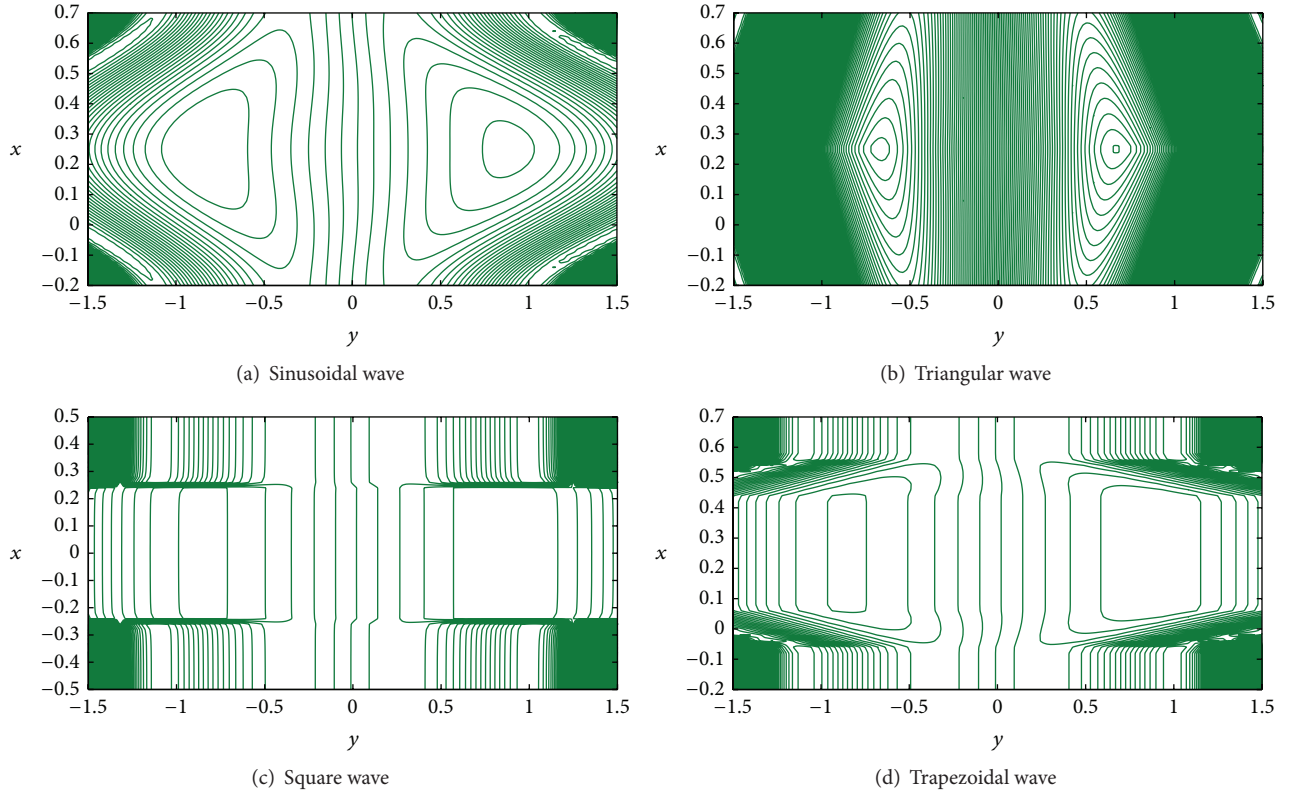 0.7
0.6
0.5
0.4
0.3
0.2
0.1
0
−0.1
−0.2
x
−1.5 −1 −0.5 0 0.5 1 1.5
y
(a) Sinusoidal wave
0.7
0.6
0.5
0.4
0.3
0.2
0.1
0
−0.1
−0.2
x
−1.5 −1 −0.5 0 0.5 1 1.5
y
(b) Triangular wave
0.5
0.4
0.3
0.2
0.1
0
−0.1
−0.2
−0.3
−0.4
−0.5
x
−1.5 −1 −0.5 0 0.5 1 1.5
y
(c) Square wave
0.7
0.6
0.5
0.4
0.3
0.2
0.1
0
−0.1
−0.2
x
−1.5 −1 −0.5 0 0.5 1 1.5
y
(d) Trapezoidal wave